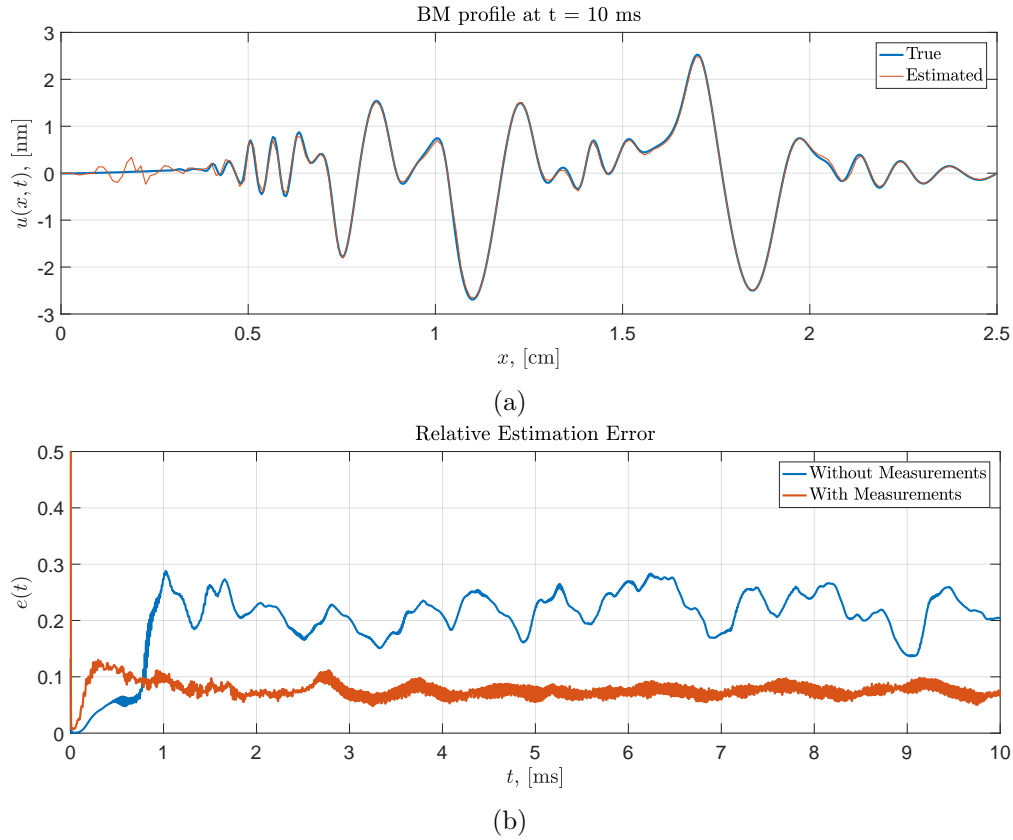 BM profile at t = 10 ms
3
2
1
0
-1
-2
-3
u(x, t), [nm]
True
Estimated
0 0.5 1 1.5 2 2.5
x, [cm]
(a)
Relative Estimation Error
0.5
0.4
0.3
0.2
0.1
0
e(t)
Without Measurements
With Measurements
0 1 2 3 4 5 6 7 8 9 10
t, [ms]
(b)